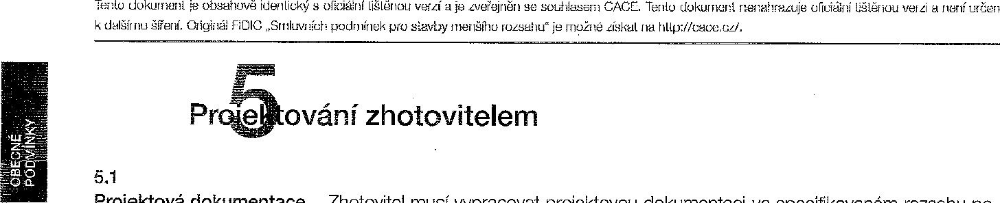 Tento dokument je obsahově identický s oficiální tištěnou verzí a je zveřejněn se souhlasem CACE. Tento dokument nenahrazuje oficiální tištěnou verzi a není určen
k dalšímu šíření. Originál FIDIC „Smluvních podmínek pro stavby menšího rozsahu“ je možné získat na http://cace.cz/.
5
Projektování zhotovitelem
OBECNÉ
PODMÍNKY
5.1
Projektová dokumentace Zhotovitel musí vypracovat projektovou dokumentaci ve specifikovaném rozsahu po